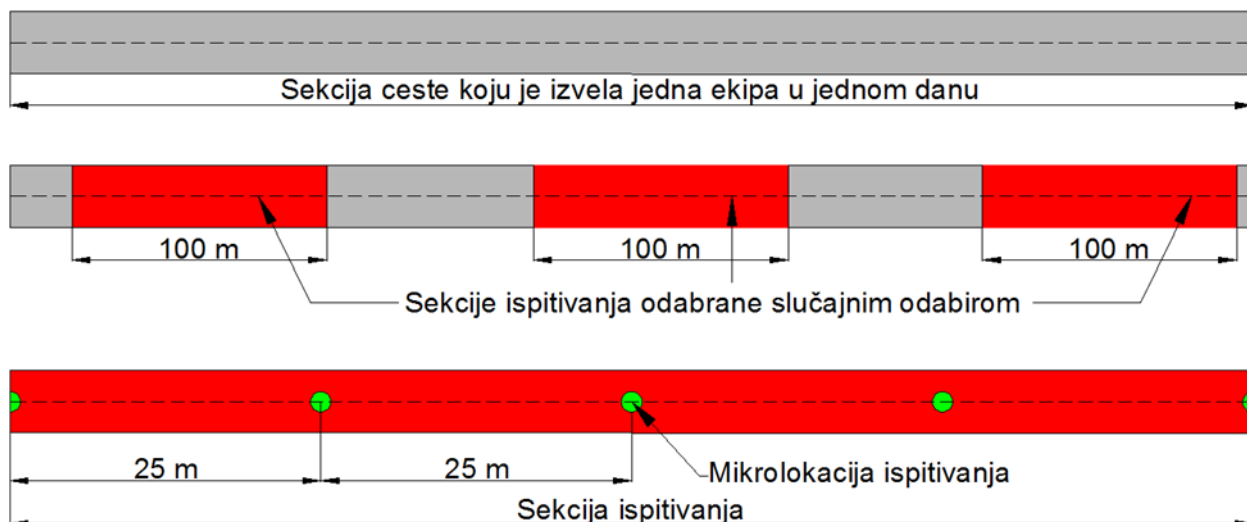 Sekcija ceste koju je izvela jedna ekipa u jednom danu
100 m
100 m
100 m
Sekcije ispitivanja odabrane slučajnim odabirom
25 m
25 m
Mikrolokacija ispitivanja
Sekcija ispitivanja